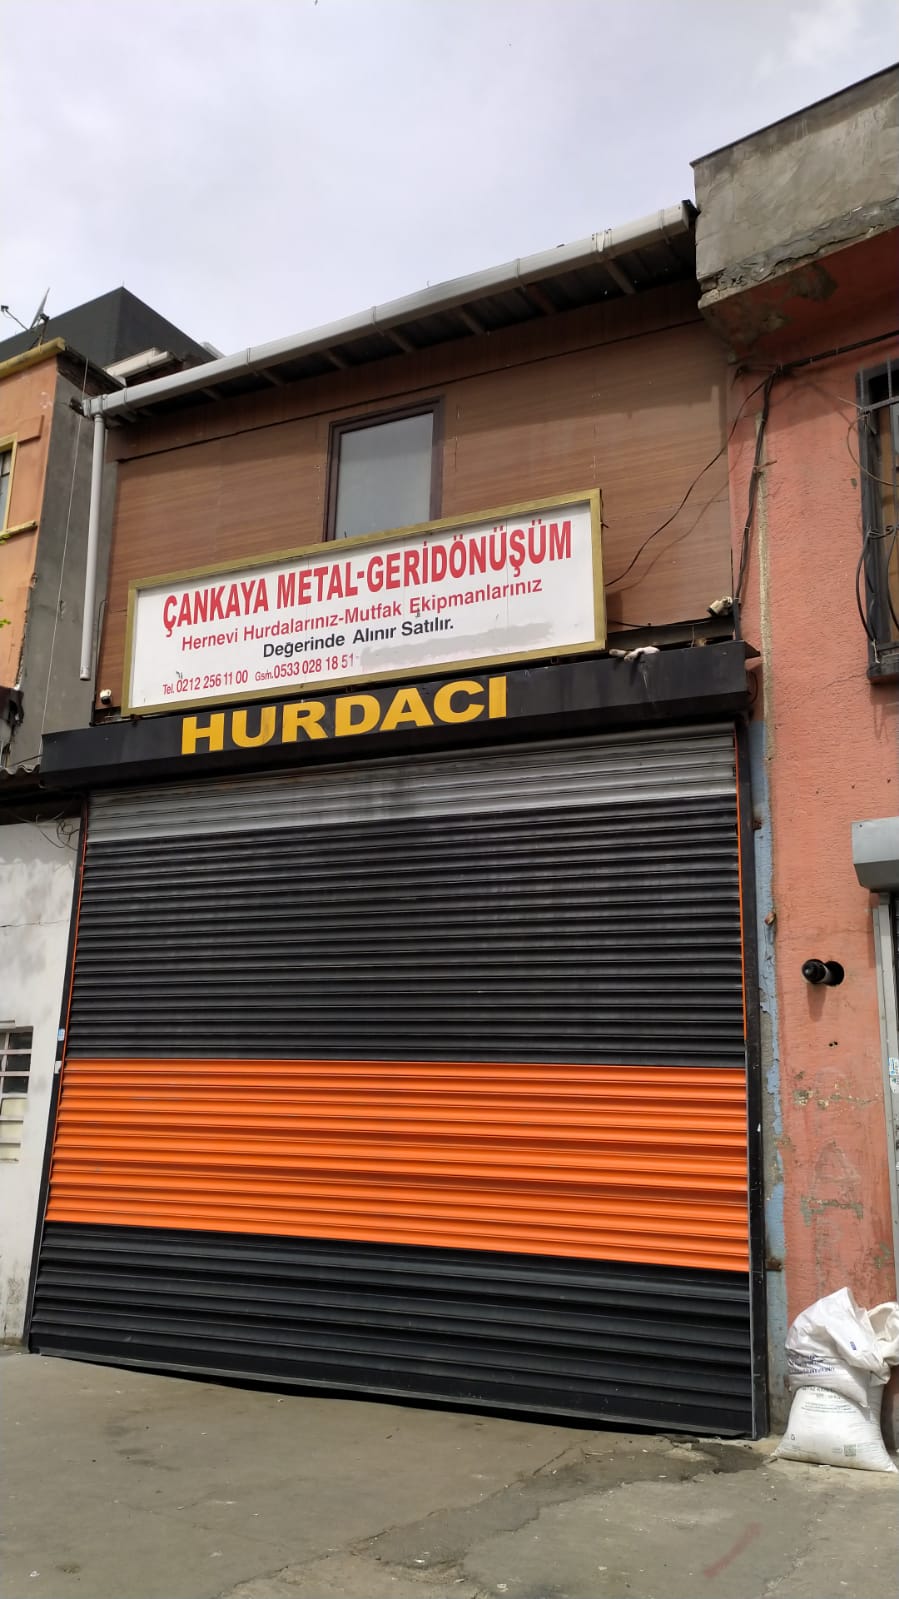 ÇANKAYA METAL-GERİDÖNÜŞÜM
Hernevi Hurdalarınız-Mutfak Ekipmanlarınız
Değerinde Alınır Satılır.
Tel. 0212 256 11 00 Gsm. 0533 028 18 51
HURDACI